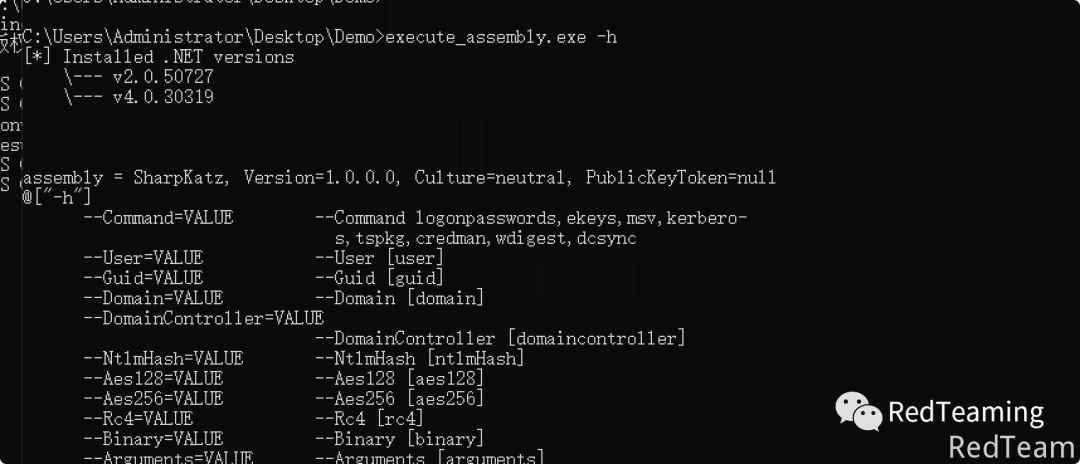 C:\Users\Administrator\Desktop\Demo>execute_assembly.exe -h
[*] Installed .NET versions
\--- v2.0.50727
\--- v4.0.30319
assembly = SharpKatz, Version=1.0.0.0, Culture=neutral, PublicKeyToken=null
@["-h"]
--Command=VALUE --Command logonpasswords,ekeys,msv,kerbero-
s,tspkg,credman,wdigest,dcsync
--User=VALUE --User [user]
--Guid=VALUE --Guid [guid]
--Domain=VALUE --Domain [domain]
--DomainController=VALUE
--DomainController [domaincontroller]
--NtlmHash=VALUE --NtlmHash [ntlmHash]
--Aes128=VALUE --Aes128 [aes128]
--Aes256=VALUE --Aes256 [aes256]
--Rc4=VALUE --Rc4 [rc4]
--Binary=VALUE --Binary [binary]
--Arguments=VALUE --Arguments [arguments]
RedTeaming
RedTeam